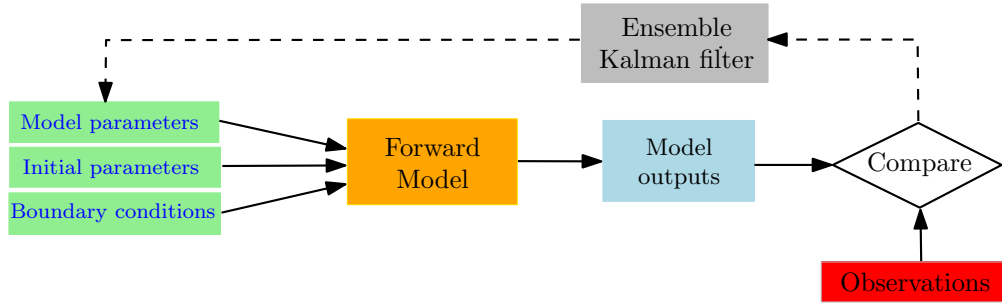 Ensemble
Kalman filter
Model parameters
Initial parameters
Boundary conditions
Forward
Model
Model
outputs
Compare
Observations